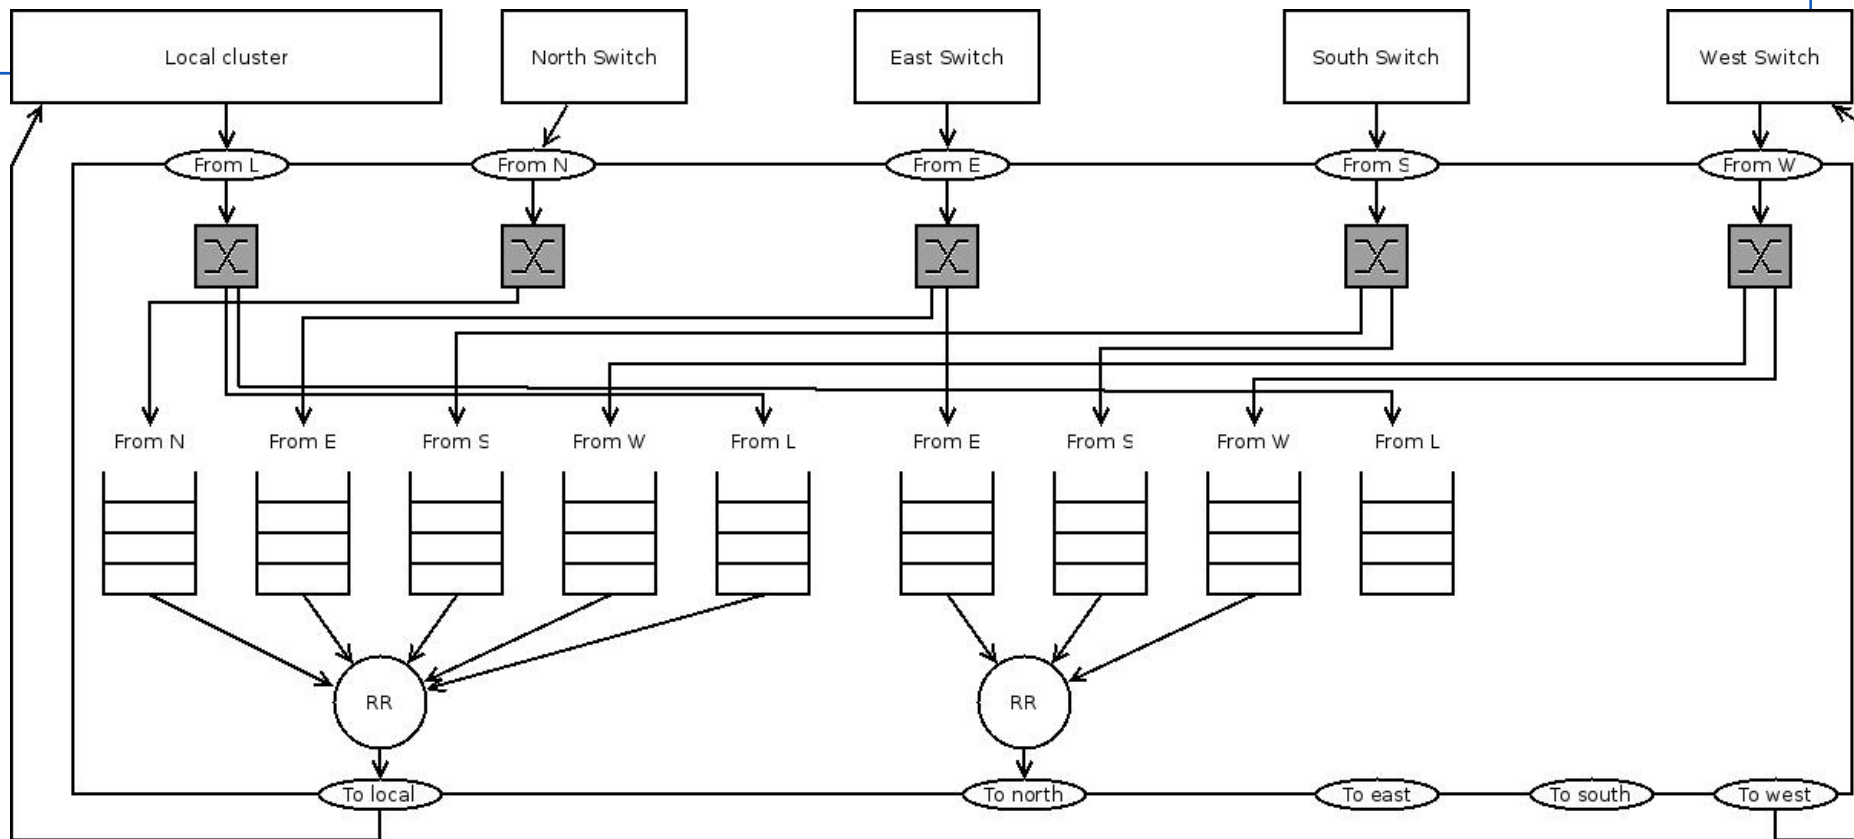 Local cluster
North Switch
East Switch
South Switch
West Switch
From L
From N
From E
From S
From W
From N
From E
From S
From W
From L
From E
From S
From W
From L
RR
RR
To local
To north
To east
To south
To west